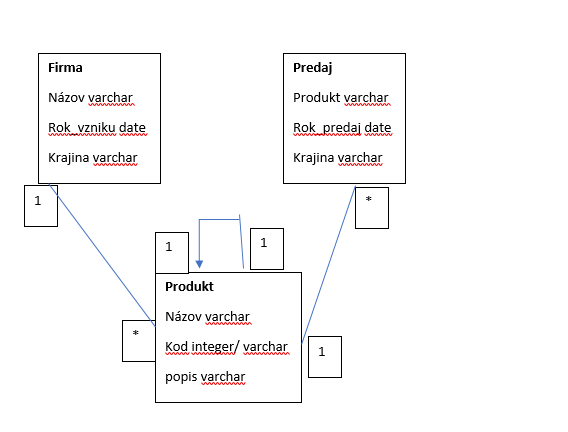 Firma
Názov varchar
Rok_vzniku date
Krajina varchar
Predaj
Produkt varchar
Rok_predaj date
Krajina varchar
1
*
1
1
Produkt
Názov varchar
Kod integer/ varchar
popis varchar
*
1